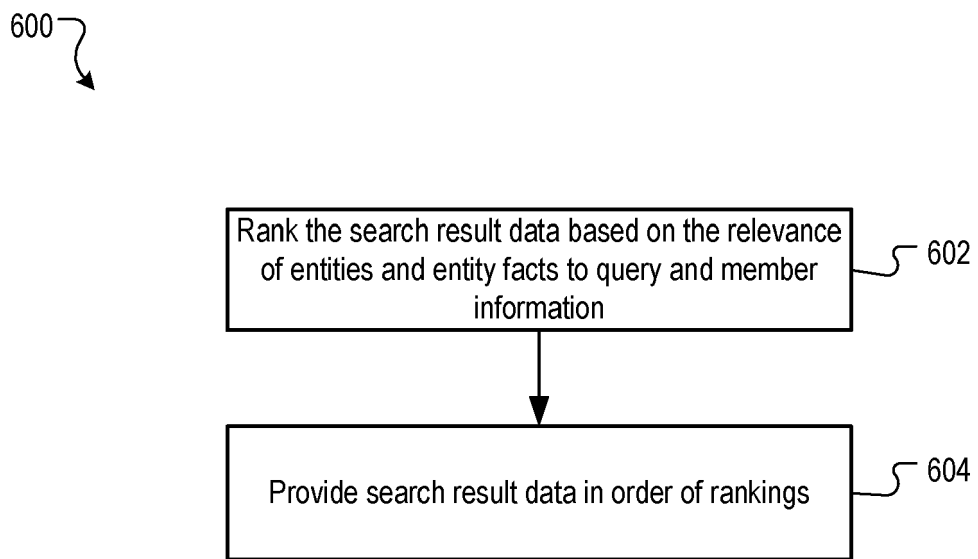 600
Rank the search result data based on the relevance
of entities and entity facts to query and member
information
602
Provide search result data in order of rankings
604